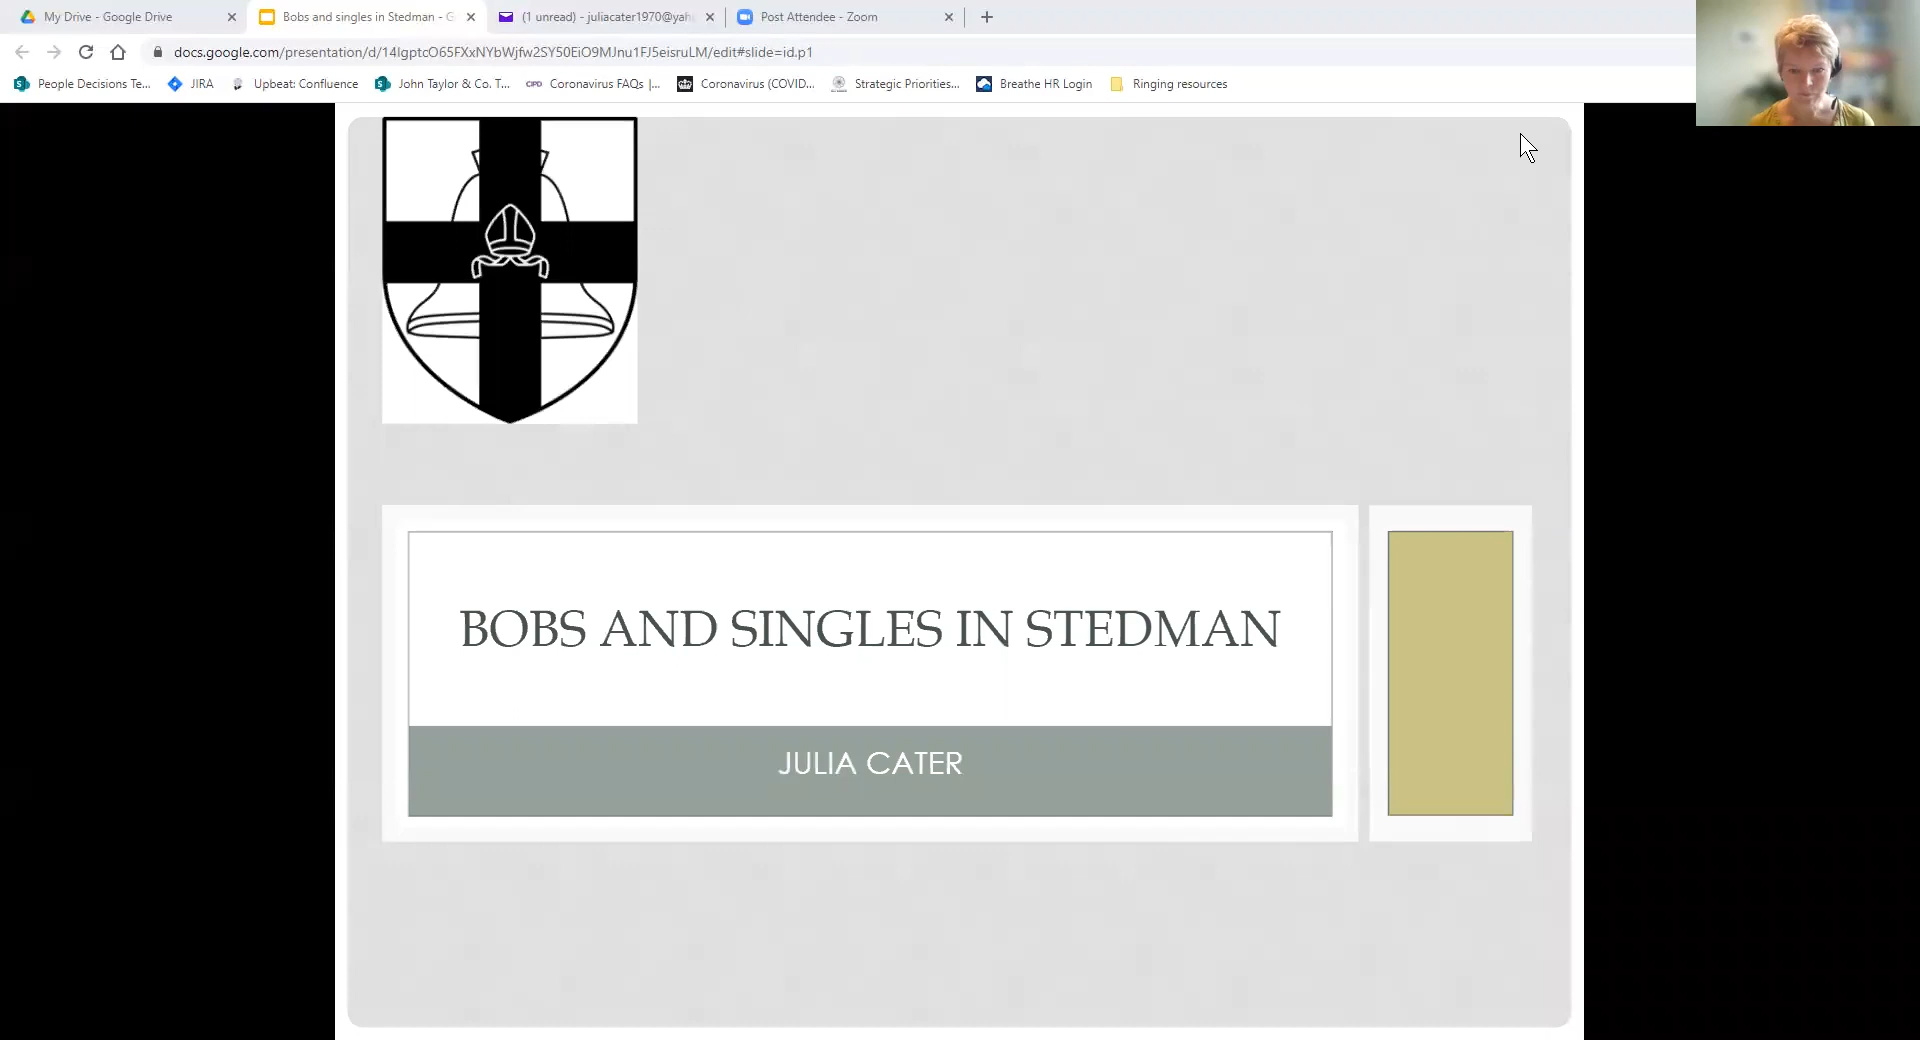 My Drive - Google Drive
Bobs and singles in Stedman - G
(1 unread) - juliacater1970@yah
Post Attendee - Zoom
docs.google.com/presentation/d/14IgptcO65FXxNYbWjfw2SY50EiO9MJnu1FJ5eisruLM/edit#slide=id.p1
People Decisions Te...
JIRA
Upbeat: Confluence
John Taylor & Co. T...
CIPD
Coronavirus FAQs |...
Coronavirus (COVID...
Strategic Priorities...
Breathe HR Login
Ringing resources
BOBS AND SINGLES IN STEDMAN
JULIA CATER